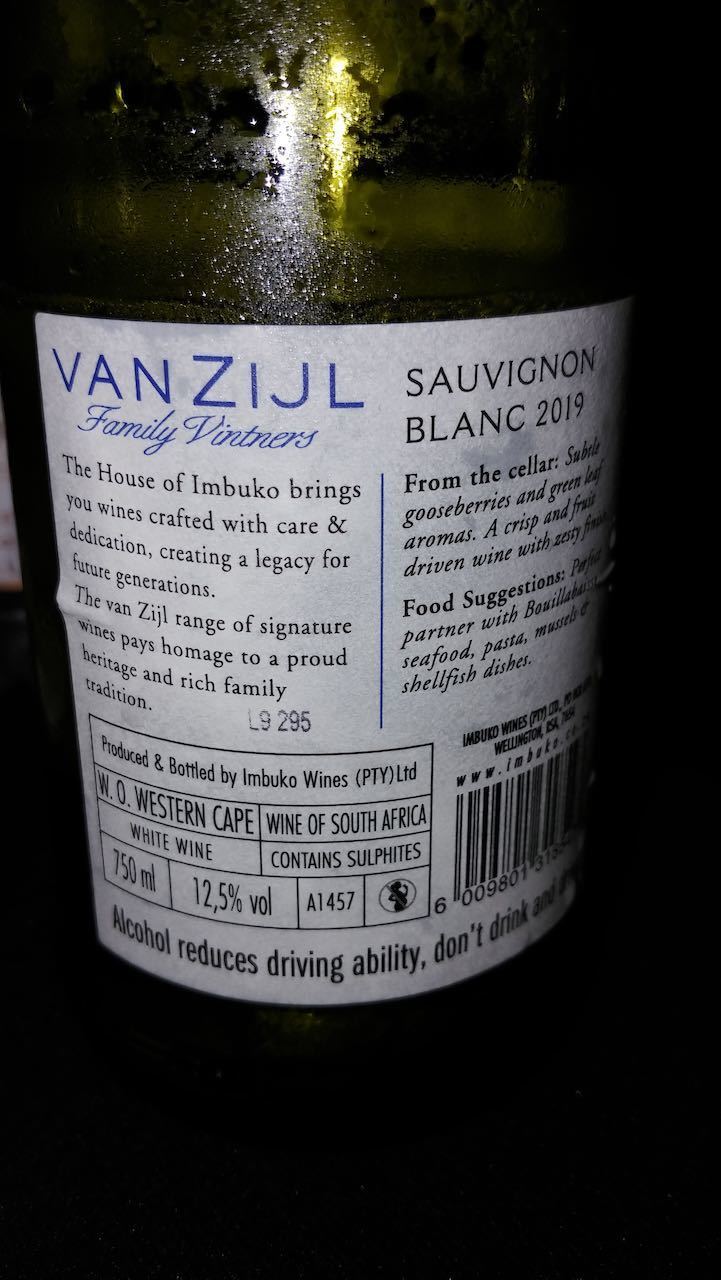 VAN ZIJL
Family Vintners
The House of Imbuko brings
you wines crafted with care &
dedication, creating a legacy for
future generations.
The van Zijl range of signature
wines pays homage to a proud
heritage and rich family
tradition.
L9 295
SAUVIGNON
BLANC 2019
From the cellar: Subtle
gooseberries and green leaf
aromas. A crisp and fruit
driven wine with zesty finish
Food Suggestions: Perfect
partner with
seafood, pasta, mussels &
shellfish dishes.
Produced & Bottled by Imbuko Wines (PTY) Ltd
W. O. WESTERN CAPE
WINE OF SOUTH AFRICA
WHITE WINE
CONTAINS SULPHITES
750 ml
12,5% vol
A1457
IMBUKO WINES (PTY) LTD,
WELLINGTON, RSA, 7654
www.imbuko.
6 009801
Alcohol reduces driving ability, don't drink and